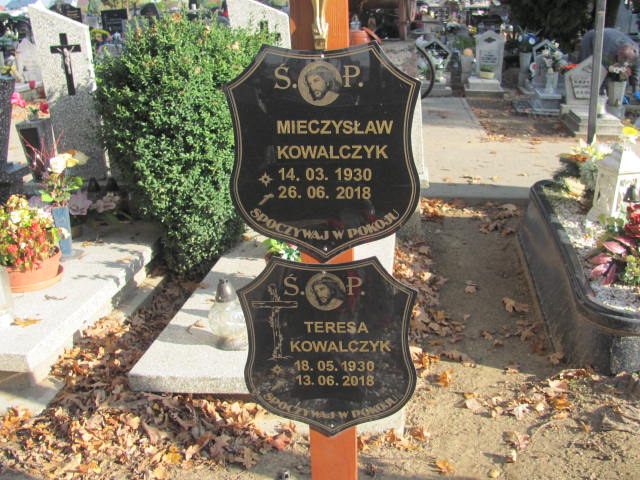 Ś. P.
MIECZYSŁAW
KOWALCZYK
14. 03. 1930
26. 06. 2018
SPOCZYWAJ W POKOJU
Ś. P.
TERESA
KOWALCZYK
18. 05. 1930
13. 06. 2018
SPOCZYWAJ W POKOJU